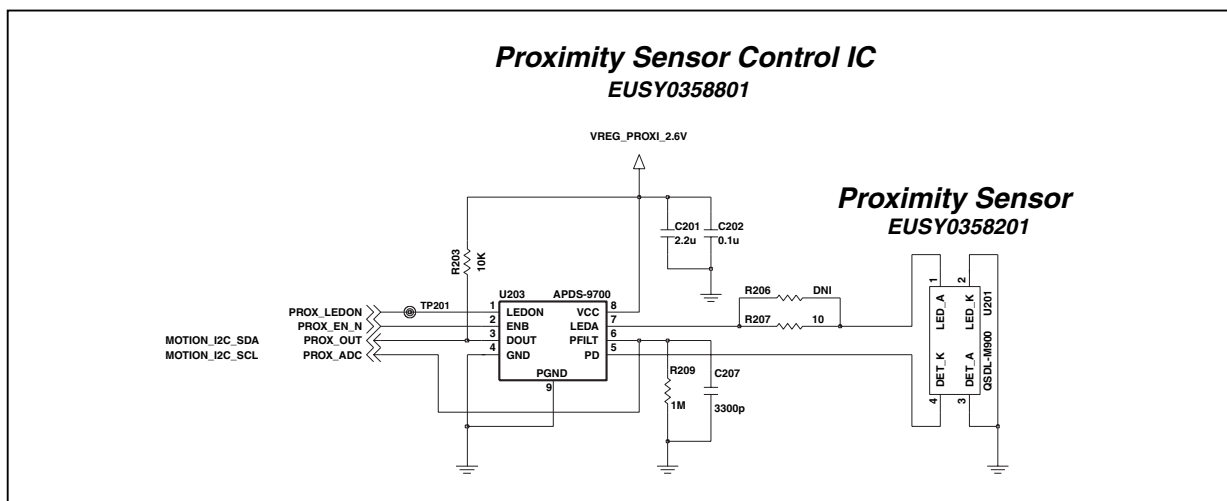 Proximity Sensor Control IC
EUSY0358801
VREG_PROXI_2.6V
Proximity Sensor
EUSY0358201
C201
2.2u
C202
0.1u
R203
10K
U203
APDS-9700
TP201
PROX_LEDON
PROX_EN_N
MOTION_I2C_SDA
PROX_OUT
MOTION_I2C_SCL
PROX_ADC
1
LEDON
VCC
8
2
ENB
LEDA
7
3
DOUT
PFILT
6
4
GND
PD
5
PGND
9
R206
DNI
R207
10
R209
1M
C207
3300p
1
2
LED_A
LED_K
U201
DET_K
DET_A
QSDL-M900
4
3